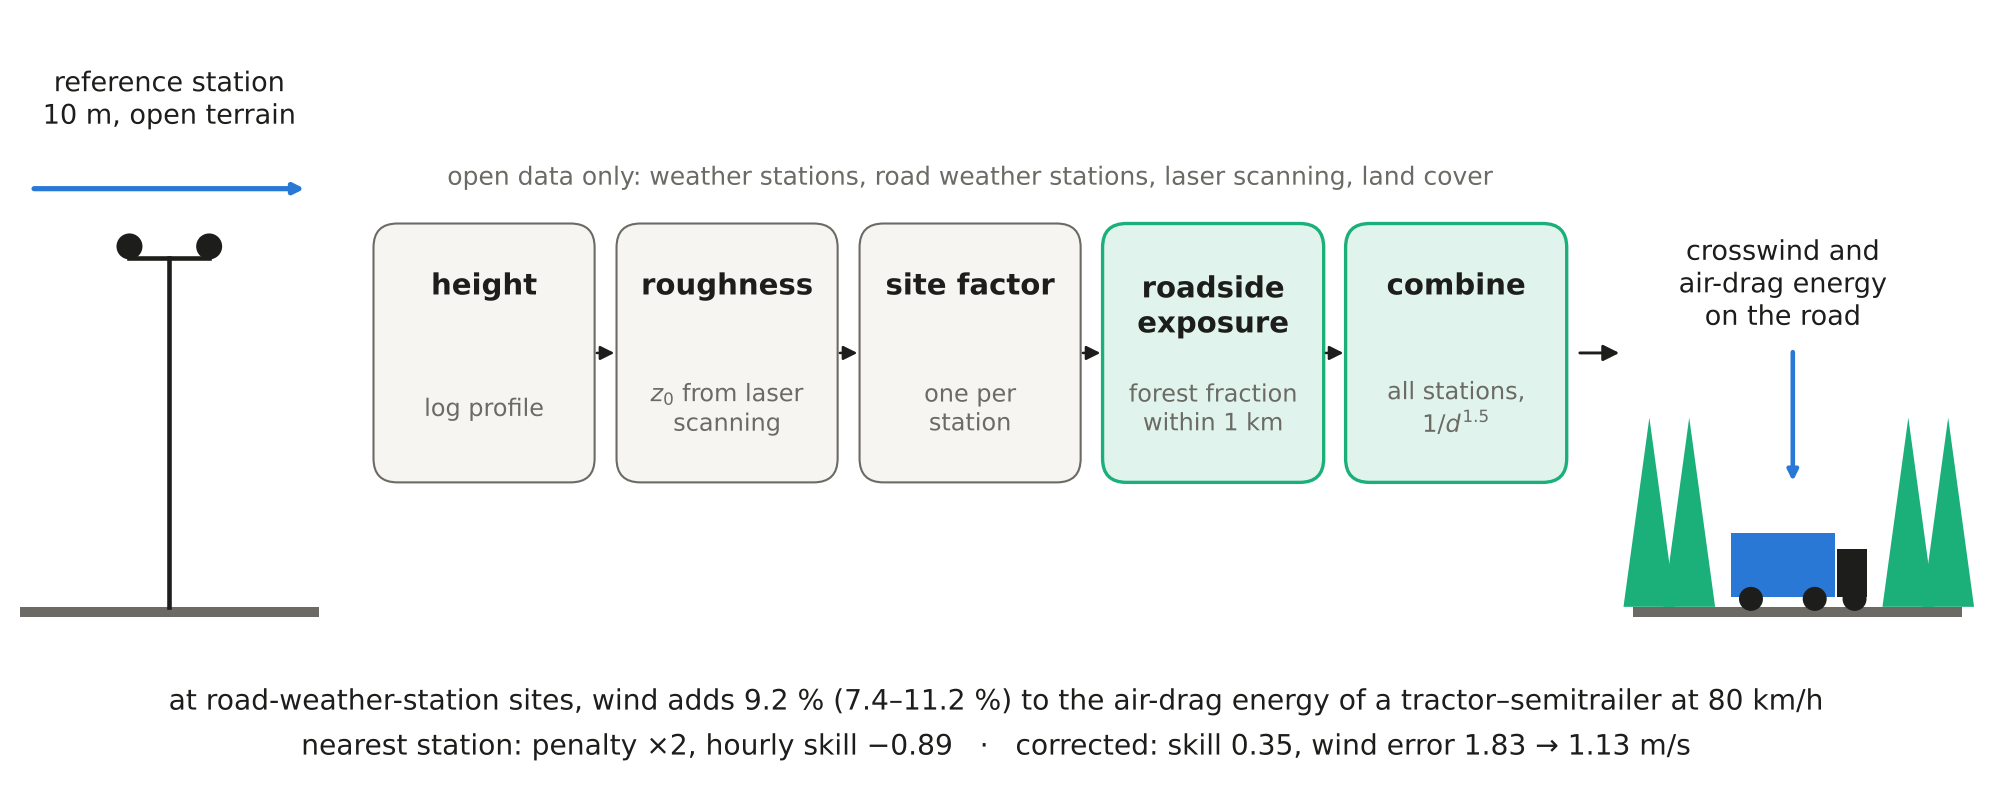 reference station
10 m, open terrain
open data only: weather stations, road weather stations, laser scanning, land cover
height
log profile
roughness
z₀ from laser
scanning
site factor
one per
station
roadside
exposure
forest fraction
within 1 km
combine
all stations,
1/d¹·⁵
crosswind and
air-drag energy
on the road
at road-weather-station sites, wind adds 9.2 % (7.4–11.2 %) to the air-drag energy of a tractor–semitrailer at 80 km/h
nearest station: penalty ×2, hourly skill −0.89 · corrected: skill 0.35, wind error 1.83 → 1.13 m/s